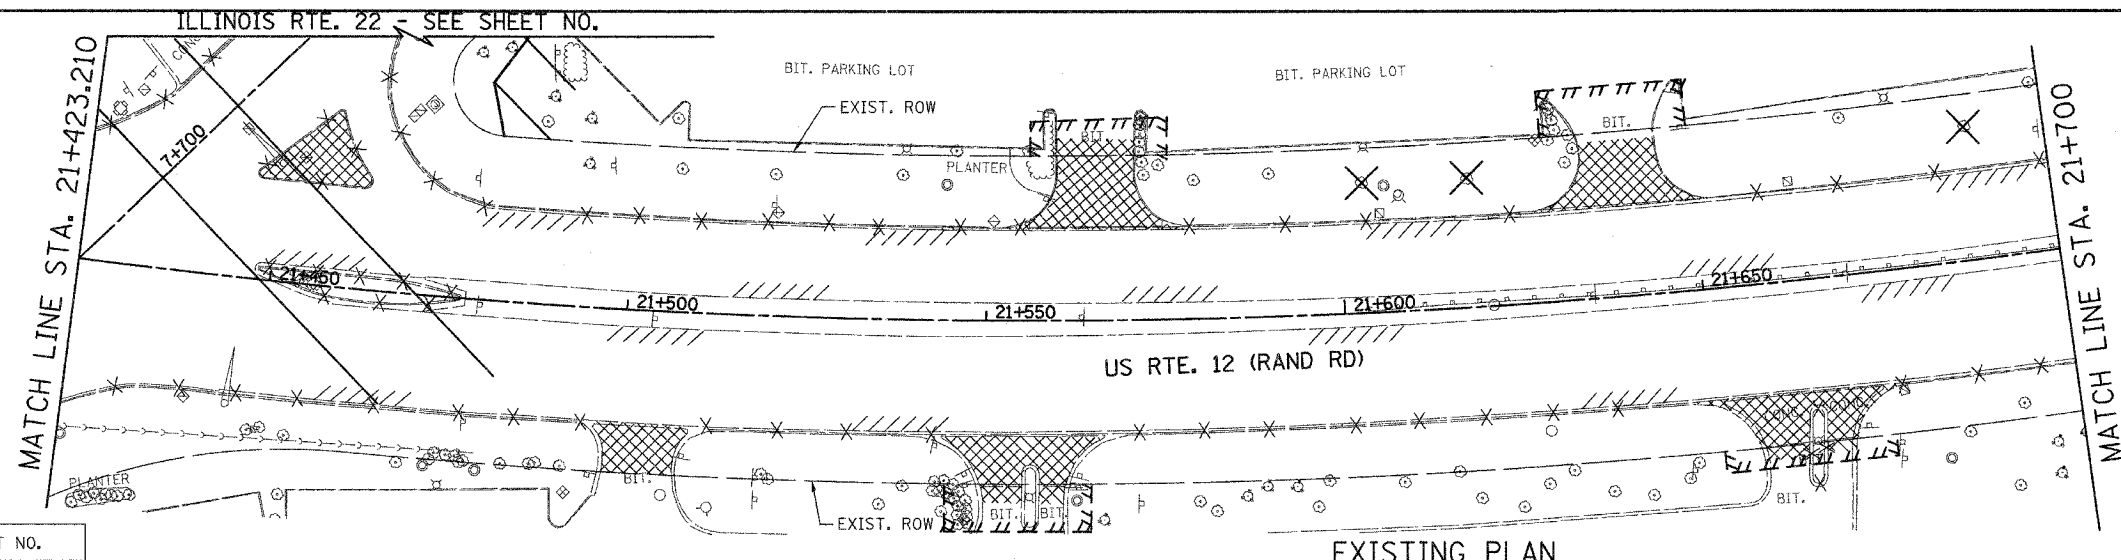 ILLINOIS RTE. 22 - SEE SHEET NO.
MATCH LINE STA. 21+423.210
7+700
BIT. PARKING LOT
BIT. PARKING LOT
EXIST. ROW
BIT.
BIT.
PLANTER
21+460
21+500
21+550
21+600
21+650
US RTE. 12 (RAND RD)
MATCH LINE STA. 21+700
PLANTER
BIT.
EXIST. ROW
BIT.
BIT.
BIT.
T NO.
EXISTING PLAN